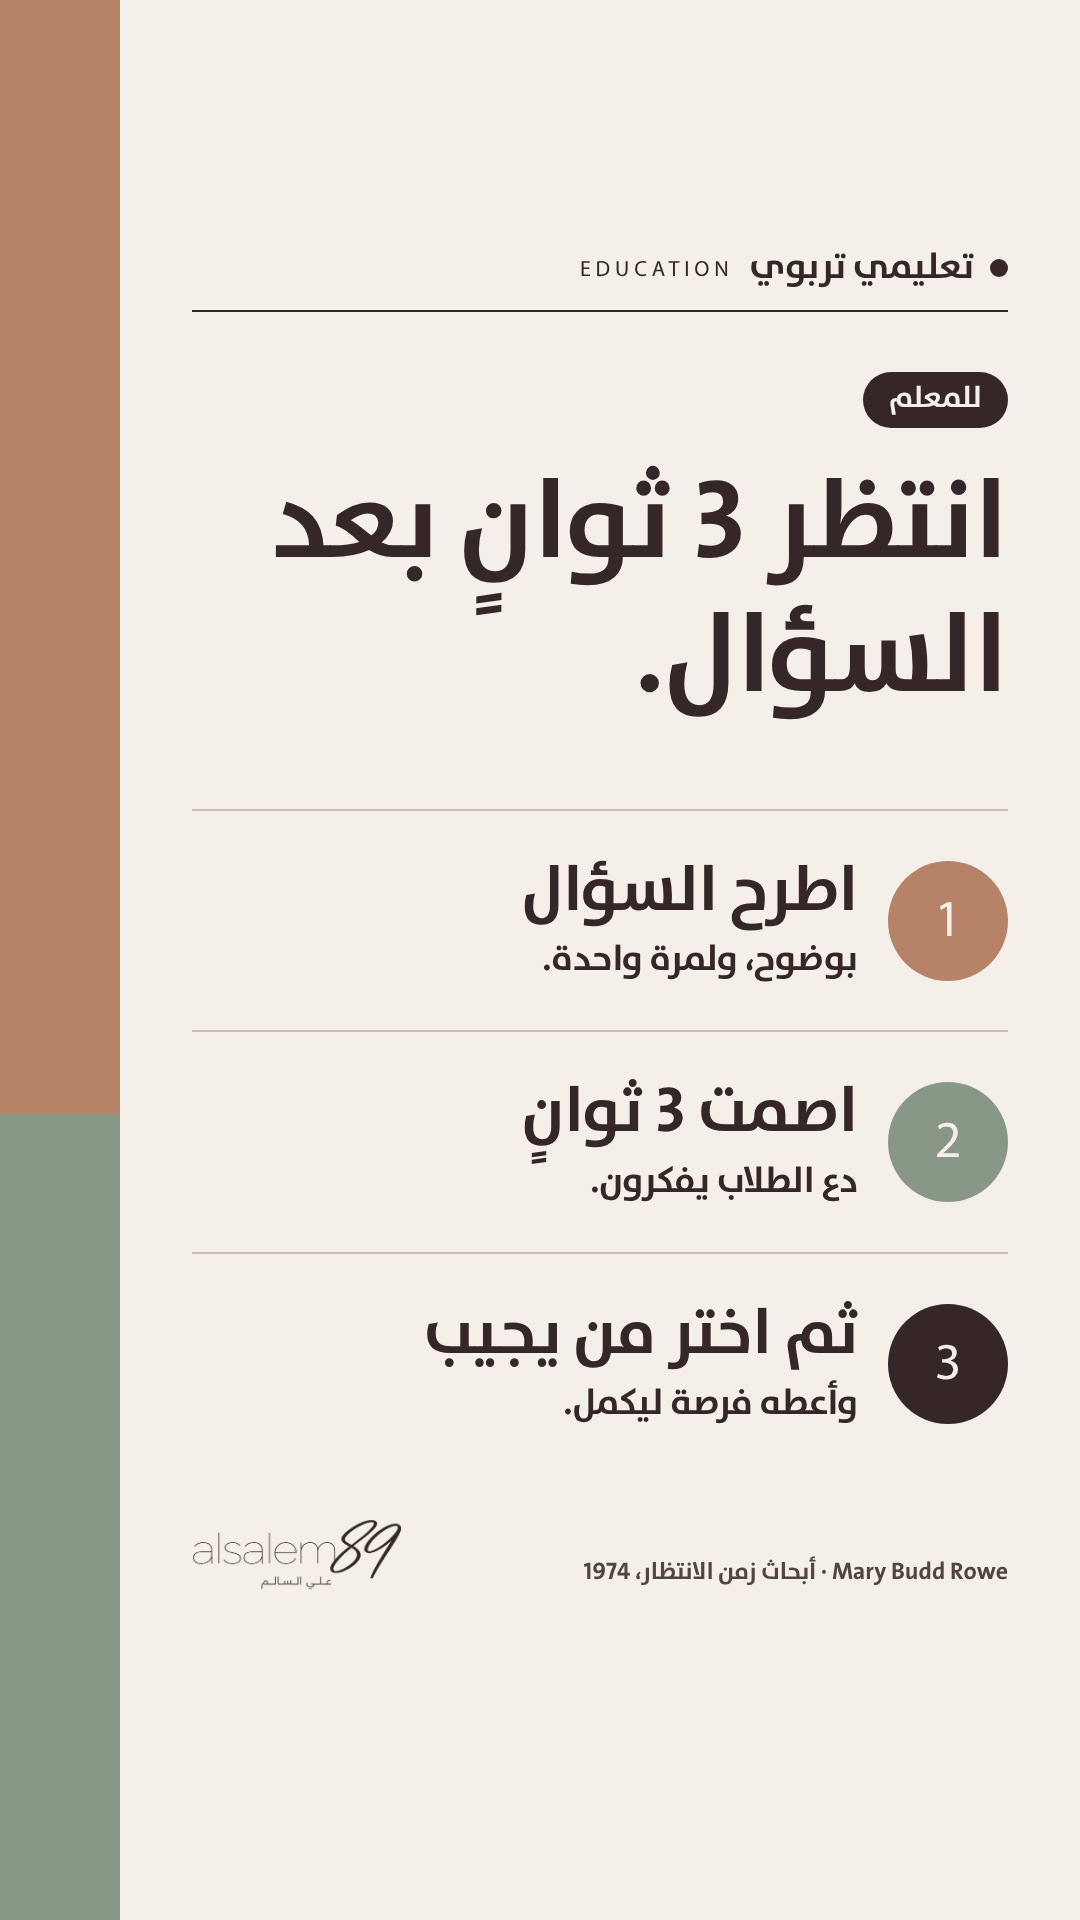 تعليمي تربوي EDUCATION
للمعلم
انتظر 3 ثوانٍ بعد
السؤال.
1
اطرح السؤال
بوضوح، ولمرة واحدة.
2
اصمت 3 ثوانٍ
دع الطلاب يفكرون.
3
ثم اختر من يجيب
وأعطه فرصة ليكمل.
Mary Budd Rowe · أبحاث زمن الانتظار، 1974
alsalem89
علي السالم